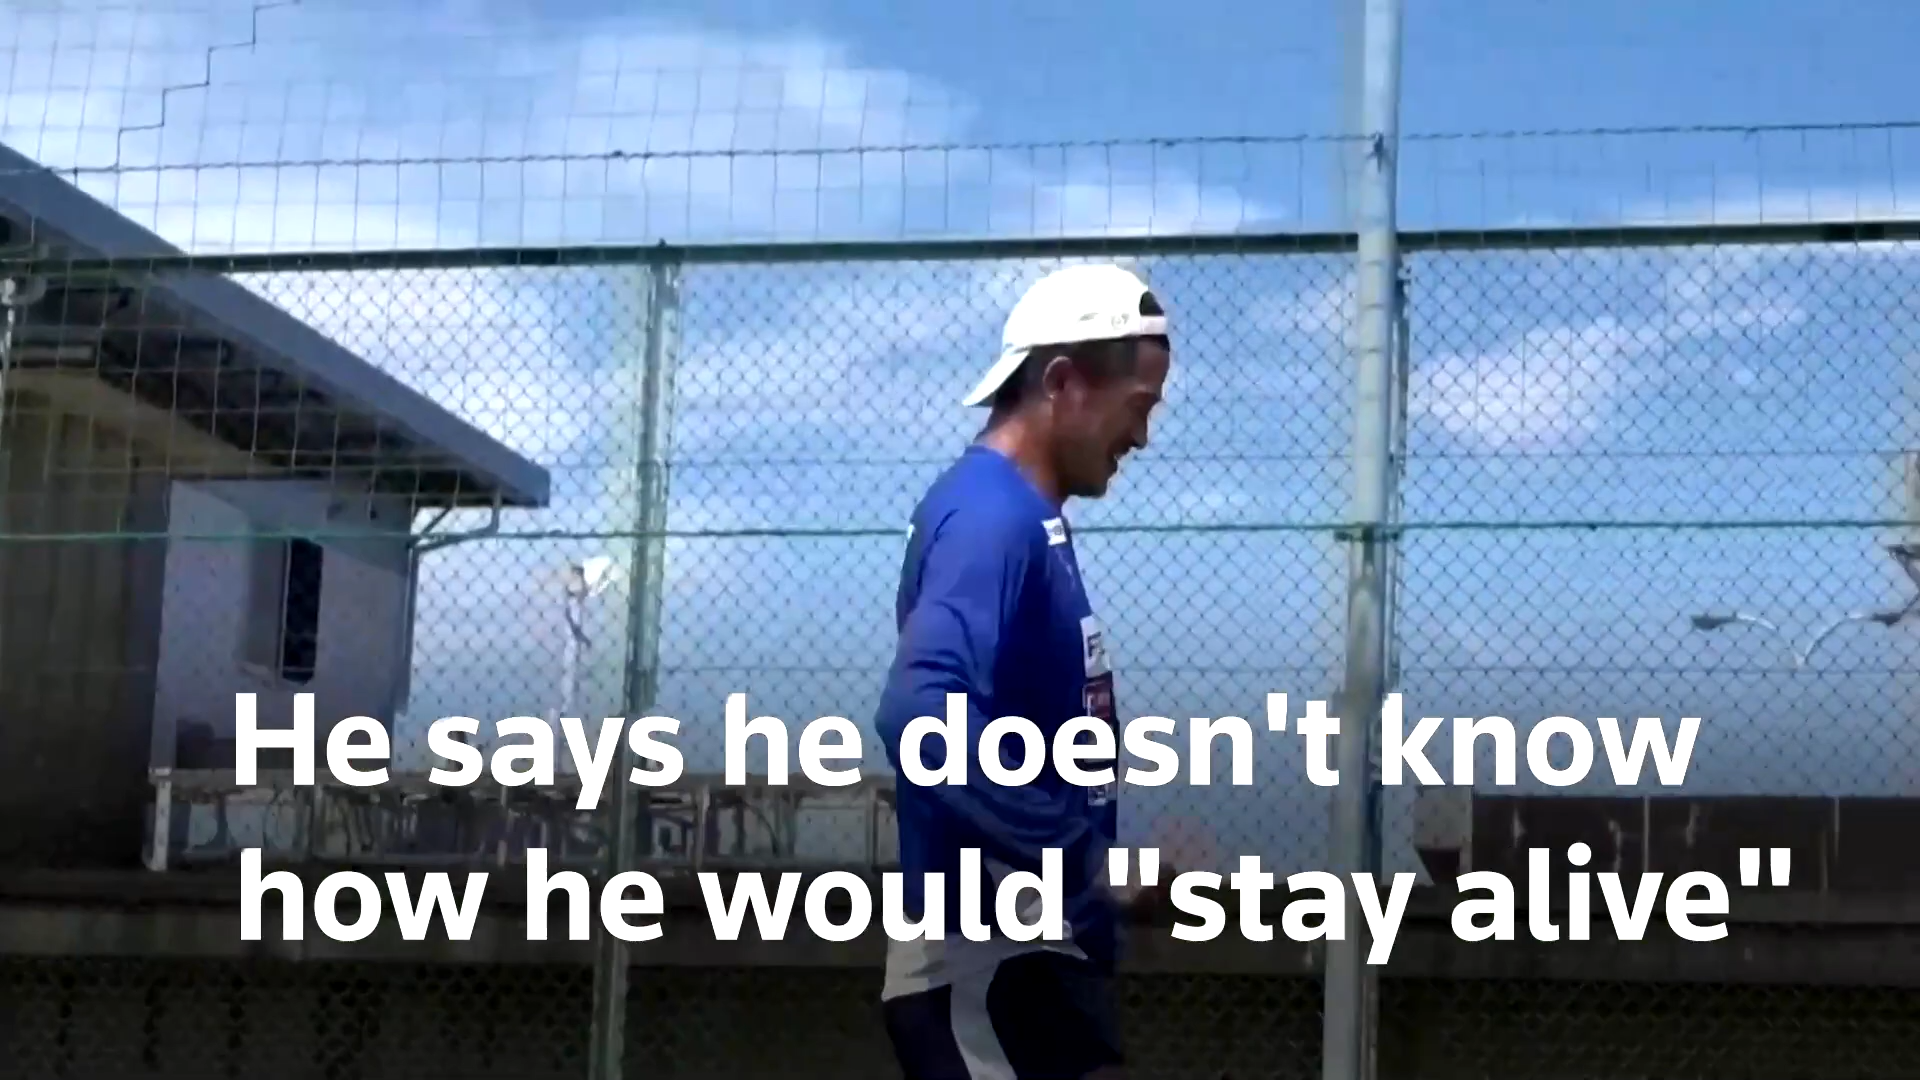 He says he doesn't know
how he would "stay alive"